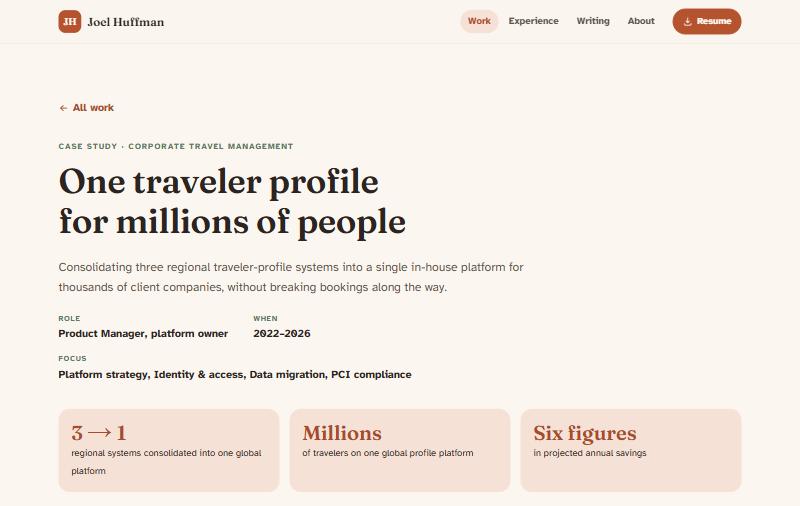 JH Joel Huffman
Work Experience Writing About Resume
← All work
CASE STUDY · CORPORATE TRAVEL MANAGEMENT
One traveler profile
for millions of people
Consolidating three regional traveler-profile systems into a single in-house platform for
thousands of client companies, without breaking bookings along the way.
ROLE
Product Manager, platform owner
WHEN
2022–2026
FOCUS
Platform strategy, Identity & access, Data migration, PCI compliance
3 → 1
regional systems consolidated into one global
platform
Millions
of travelers on one global profile platform
Six figures
in projected annual savings